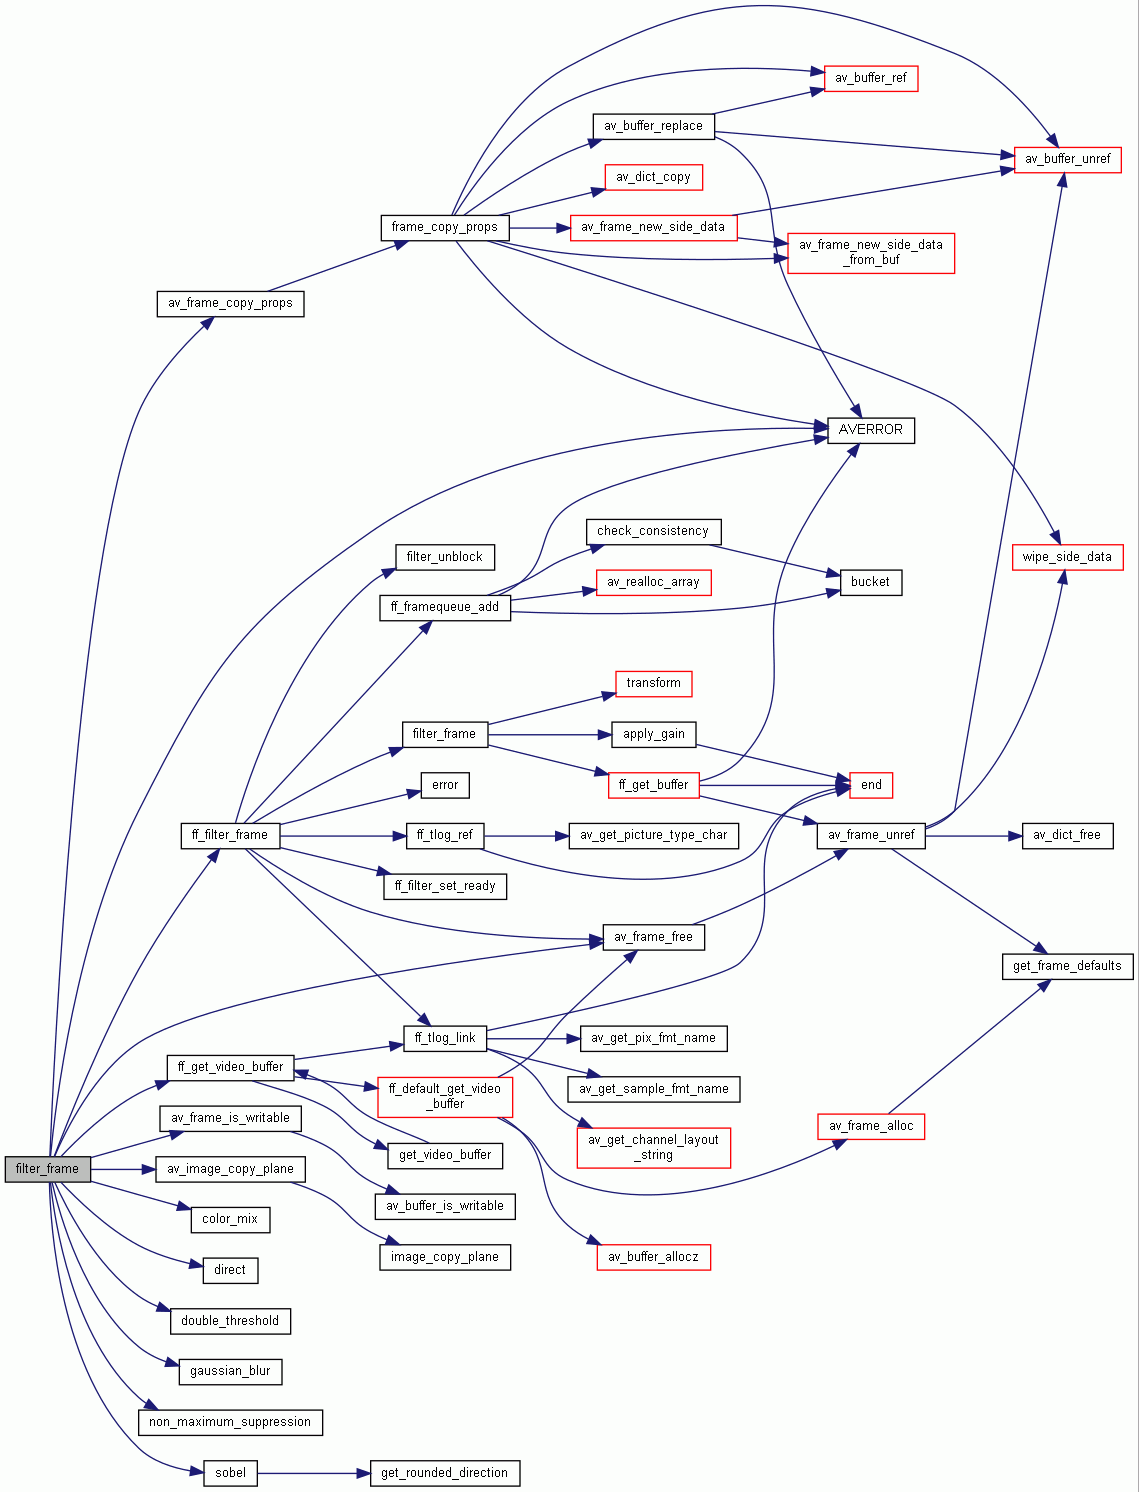 av_buffer_ref
av_buffer_replace
av_buffer_unref
av_dict_copy
frame_copy_props
av_frame_new_side_data
av_frame_new_side_data
_from_buf
av_frame_copy_props
AVERROR
check_consistency
filter_unblock
wipe_side_data
av_realloc_array
bucket
ff_framequeue_add
transform
filter_frame
apply_gain
error
ff_get_buffer
end
ff_filter_frame
ff_tlog_ref
av_get_picture_type_char
av_frame_unref
av_dict_free
ff_filter_set_ready
av_frame_free
get_frame_defaults
ff_tlog_link
av_get_pix_fmt_name
ff_get_video_buffer
ff_default_get_video
_buffer
av_get_sample_fmt_name
av_frame_is_writable
av_frame_alloc
av_get_channel_layout
_string
get_video_buffer
filter_frame
av_image_copy_plane
av_buffer_is_writable
color_mix
image_copy_plane
av_buffer_allocz
direct
double_threshold
gaussian_blur
non_maximum_suppression
sobel
get_rounded_direction